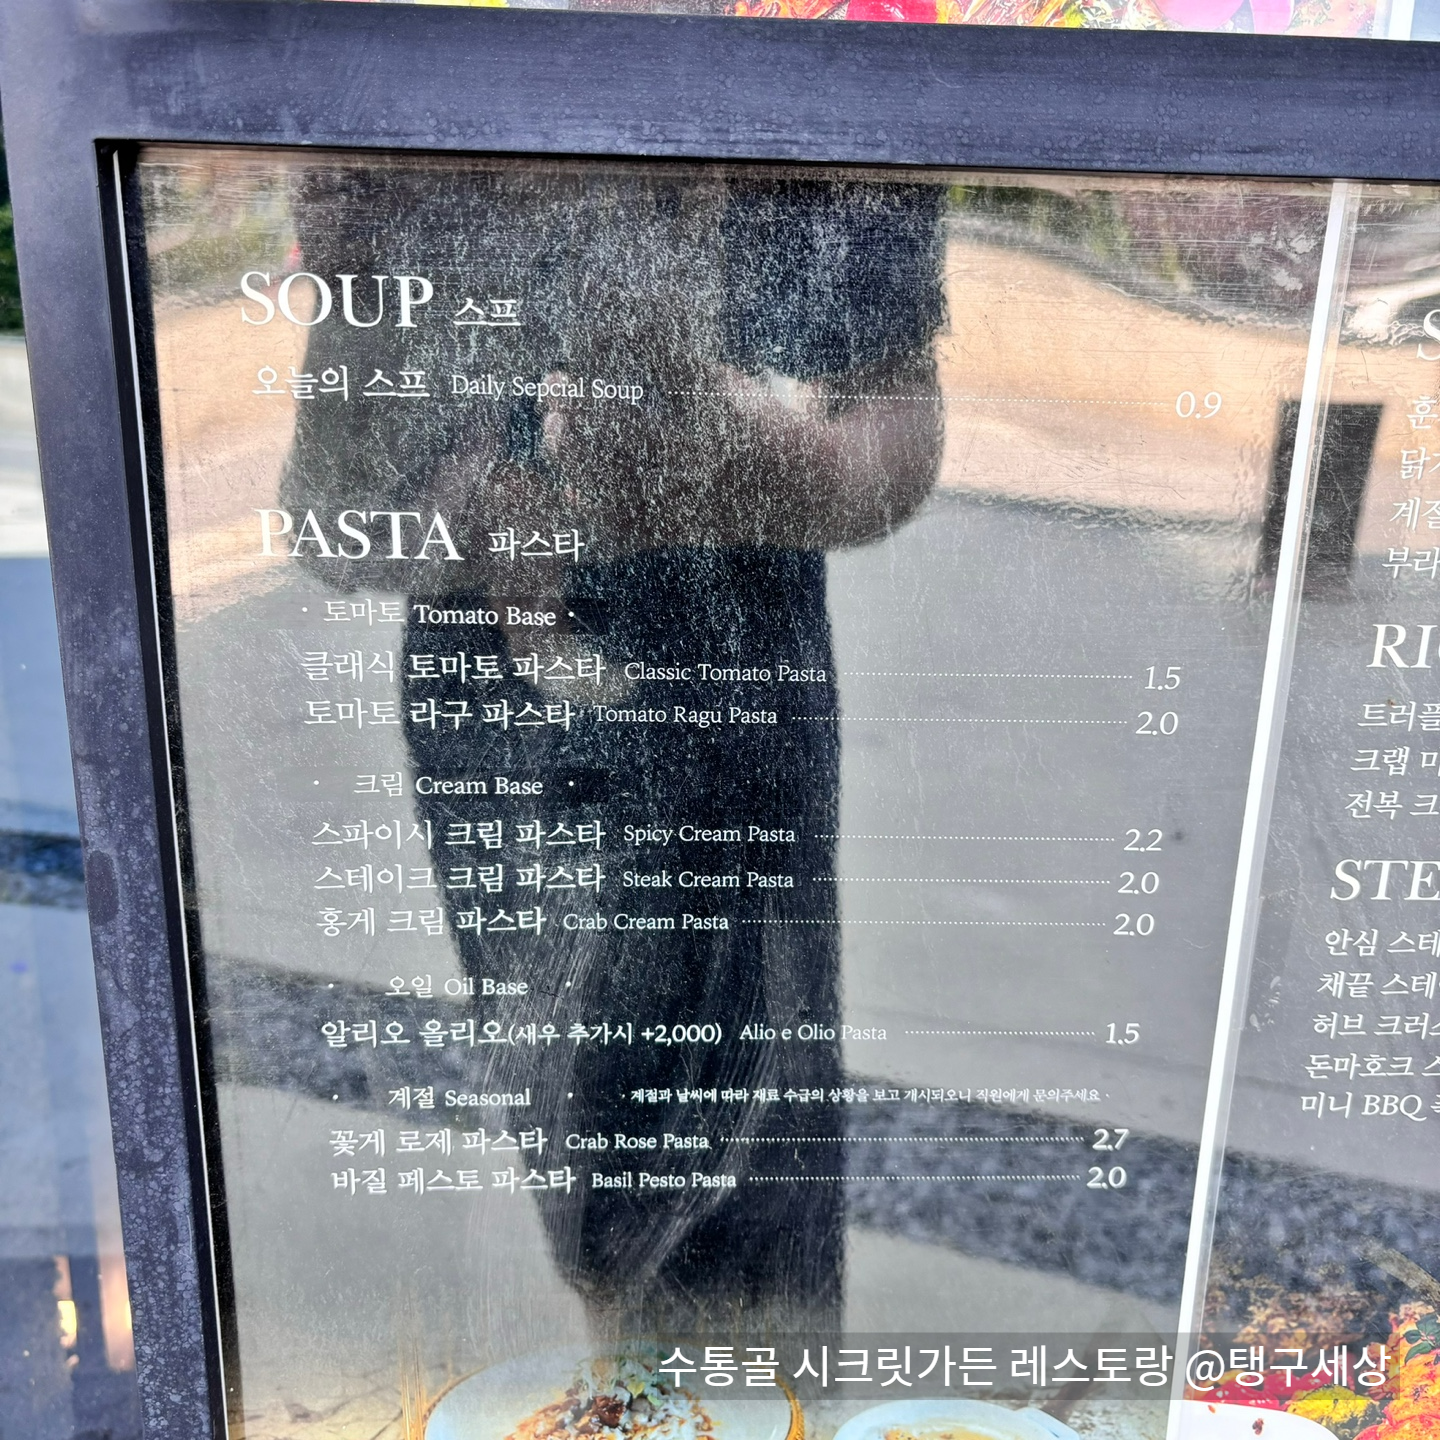 SOUP 스프
오늘의 스프 Daily Sepcial Soup 0.9
PASTA 파스타
· 토마토 Tomato Base ·
클래식 토마토 파스타 Classic Tomato Pasta 1.5
토마토 라구 파스타 Tomato Ragu Pasta 2.0
· 크림 Cream Base ·
스파이시 크림 파스타 Spicy Cream Pasta 2.2
스테이크 크림 파스타 Steak Cream Pasta 2.0
홍게 크림 파스타 Crab Cream Pasta 2.0
· 오일 Oil Base ·
알리오 올리오(새우 추가시 +2,000) Alio e Olio Pasta 1.5
· 계절 Seasonal · · 계절과 날씨에 따라 재료 수급의 상황을 보고 개시되오니 직원에게 문의주세요 ·
꽃게 로제 파스타 Crab Rose Pasta 2.7
바질 페스토 파스타 Basil Pesto Pasta 2.0
트러플
크랩
전복 크
안심 스테
채끝 스테
허브 크러스
돈마호크 스
미니 BBQ
수통골 시크릿가든 레스토랑 @탱구세상